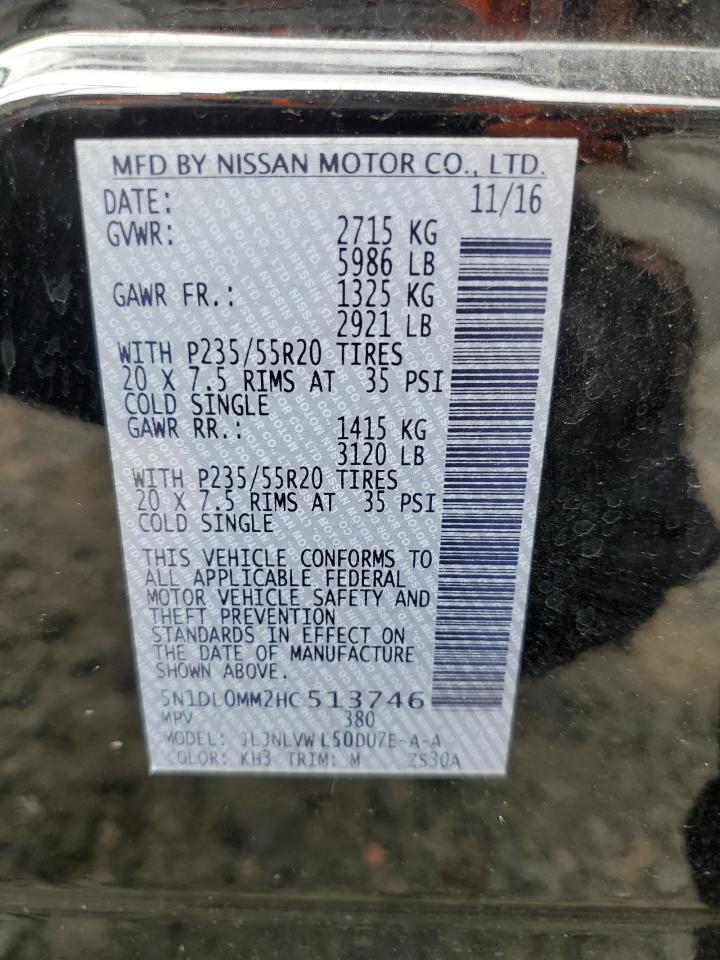 MFD BY NISSAN MOTOR CO., LTD.
DATE: 11/16
GVWR: 2715 KG
5986 LB
GAWR FR.: 1325 KG
2921 LB
WITH P235/55R20 TIRES
20 X 7.5 RIMS AT 35 PSI
COLD SINGLE
GAWR RR.: 1415 KG
3120 LB
WITH P235/55R20 TIRES
20 X 7.5 RIMS AT 35 PSI
COLD SINGLE
THIS VEHICLE CONFORMS TO
ALL APPLICABLE FEDERAL
MOTOR VEHICLE SAFETY AND
THEFT PREVENTION
STANDARDS IN EFFECT ON
THE DATE OF MANUFACTURE
SHOWN ABOVE.
5N1DL0MM2HC513746
MPV 380
MODEL: JLJNLVW L50DU7E-A-A
COLOR: KH3 TRIM: M ZS30A